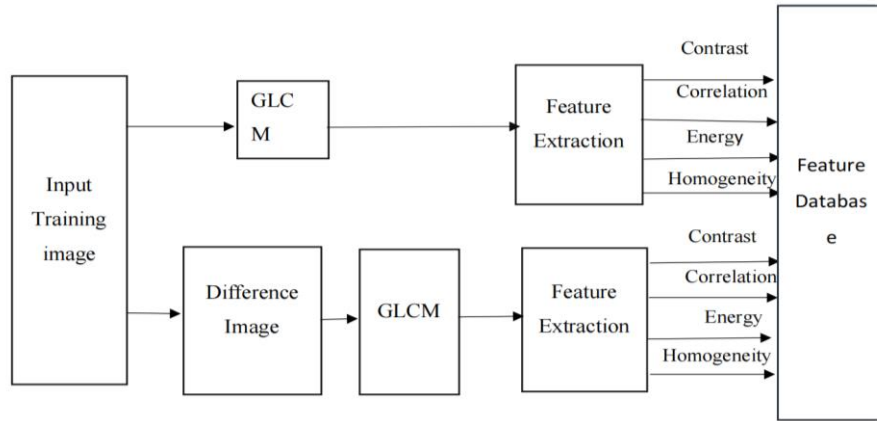 Input
Training
image
GLC
M
Feature
Extraction
Contrast
Correlation
Energy
Homogeneity
Difference
Image
GLCM
Feature
Extraction
Contrast
Correlation
Energy
Homogeneity
Feature
Databas
e